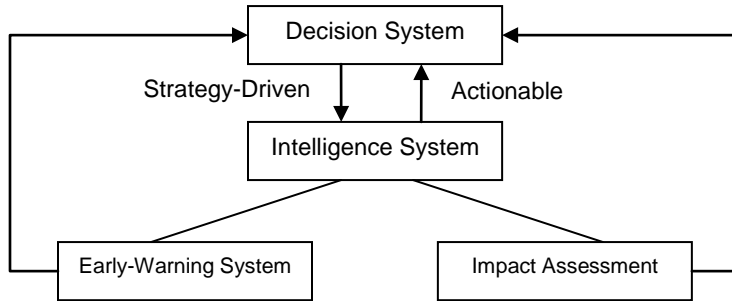 Decision System
Strategy-Driven
Actionable
Intelligence System
Early-Warning System
Impact Assessment